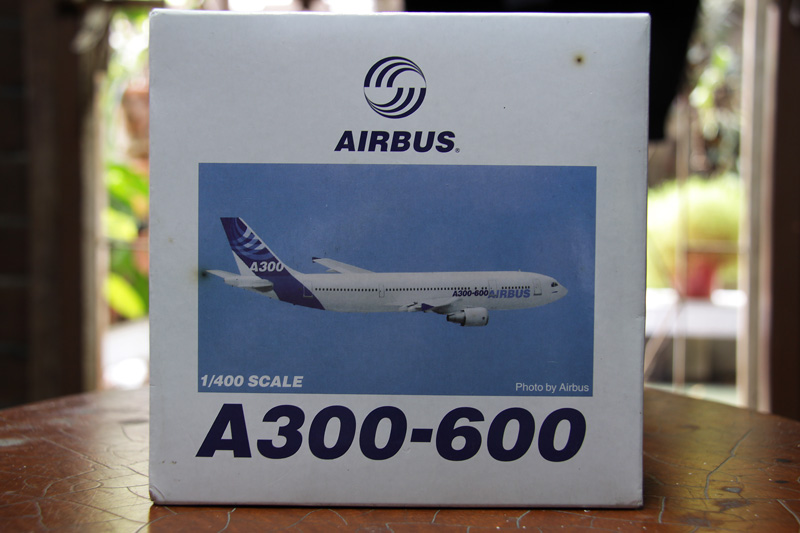 AIRBUS.
A300
A300-600 AIRBUS
1/400 SCALE
Photo by Airbus
A300-600